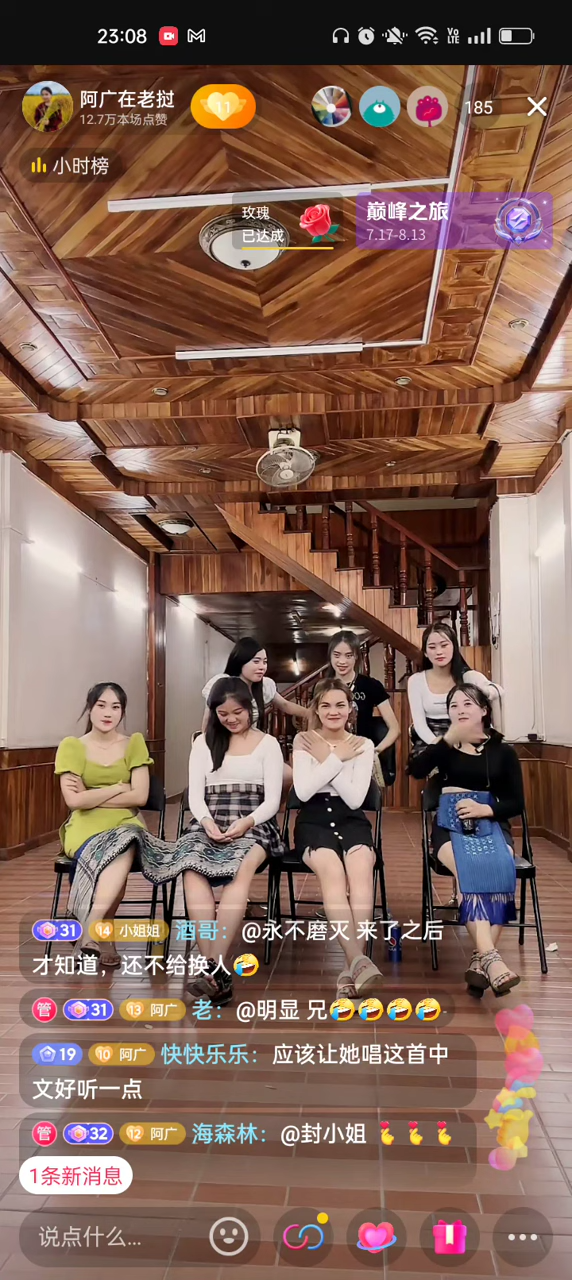 23:08
VoLTE
阿广在老挝
12.7万本场点赞
11
185
小时榜
玫瑰
已达成
巅峰之旅
7.17-8.13
31 14 小姐姐 酒哥：@永不磨灭 来了之后
才知道，还不给换人🤣
管 31 13 阿广 老：@明显 兄🤣🤣🤣🤣
19 10 阿广 快快乐乐：应该让她唱这首中
文好听一点
管 32 12 阿广 海森林：@封小姐
1条新消息
说点什么...